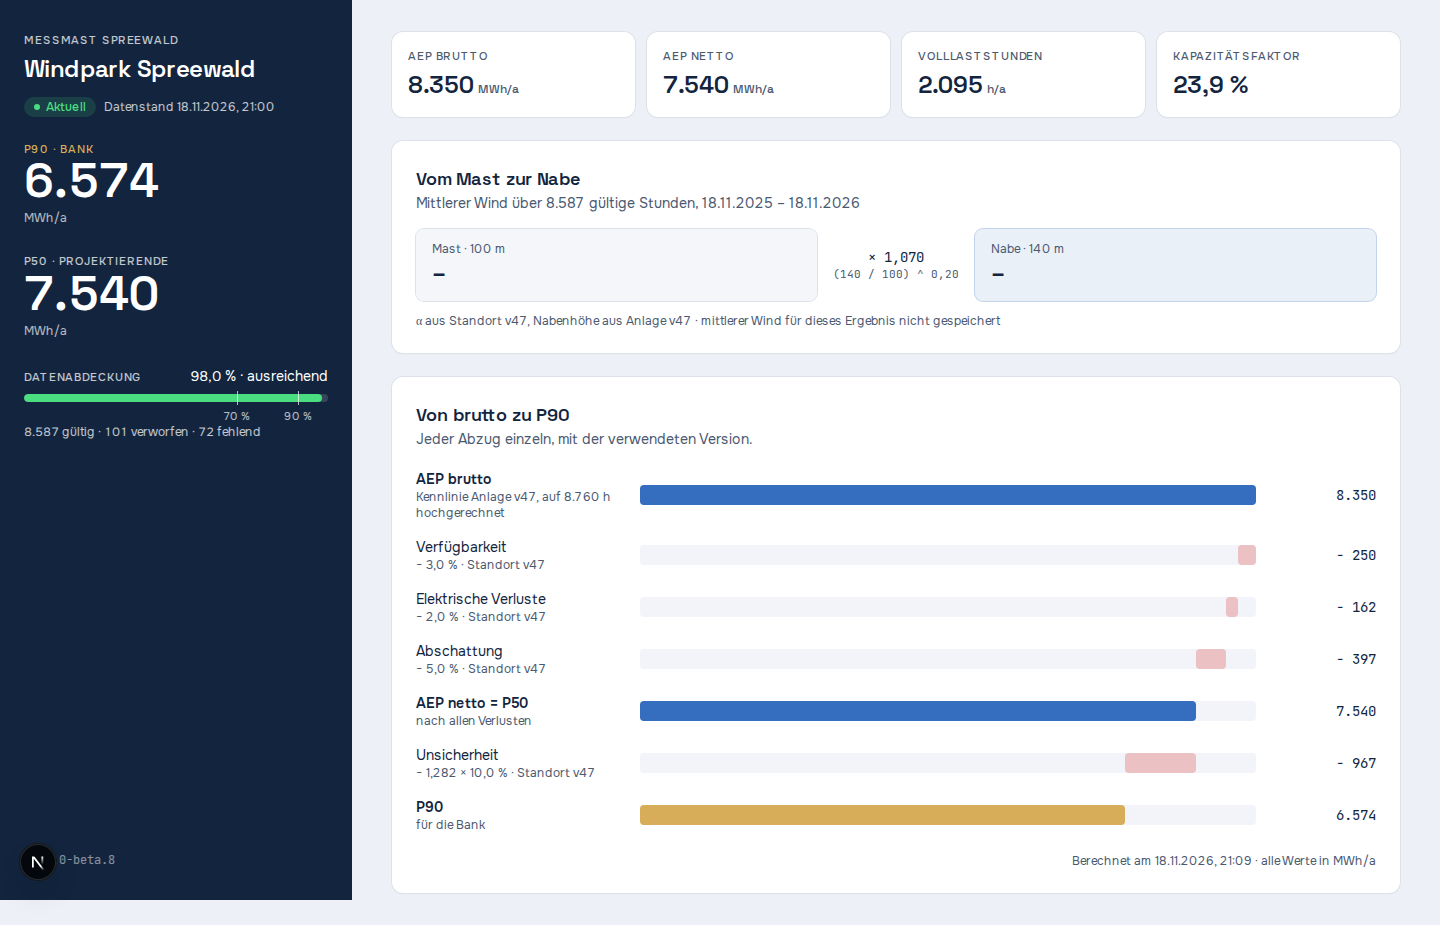 MESSMAST SPREEWALD
Windpark Spreewald
Aktuell Datenstand 18.11.2026, 21:00
P90 · BANK
6.574
MWh/a
P50 · PROJEKTIERENDE
7.540
MWh/a
DATENABDECKUNG 98,0 % · ausreichend
70 % 90 %
8.587 gültig · 101 verworfen · 72 fehlend
N 0-beta.8
AEP BRUTTO
8.350 MWh/a
AEP NETTO
7.540 MWh/a
VOLLLASTSTUNDEN
2.095 h/a
KAPAZITÄTSFAKTOR
23,9 %
Vom Mast zur Nabe
Mittlerer Wind über 8.587 gültige Stunden, 18.11.2025 – 18.11.2026
Mast · 100 m
–
× 1,070
(140 / 100) ^ 0,20
Nabe · 140 m
–
α aus Standort v47, Nabenhöhe aus Anlage v47 · mittlerer Wind für dieses Ergebnis nicht gespeichert
Von brutto zu P90
Jeder Abzug einzeln, mit der verwendeten Version.
AEP brutto
Kennlinie Anlage v47, auf 8.760 h
hochgerechnet
8.350
Verfügbarkeit
− 3,0 % · Standort v47
− 250
Elektrische Verluste
− 2,0 % · Standort v47
− 162
Abschattung
− 5,0 % · Standort v47
− 397
AEP netto = P50
nach allen Verlusten
7.540
Unsicherheit
− 1,282 × 10,0 % · Standort v47
− 967
P90
für die Bank
6.574
Berechnet am 18.11.2026, 21:09 · alle Werte in MWh/a